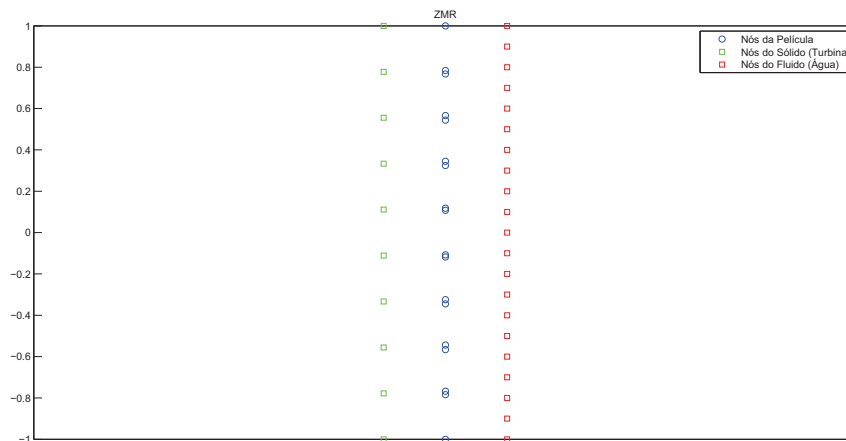 ZMR
Nós da Película
Nós do Sólido (Turbina
Nós do Fluido (Água)
1
0.8
0.6
0.4
0.2
0
−0.2
−0.4
−0.6
−0.8
−1